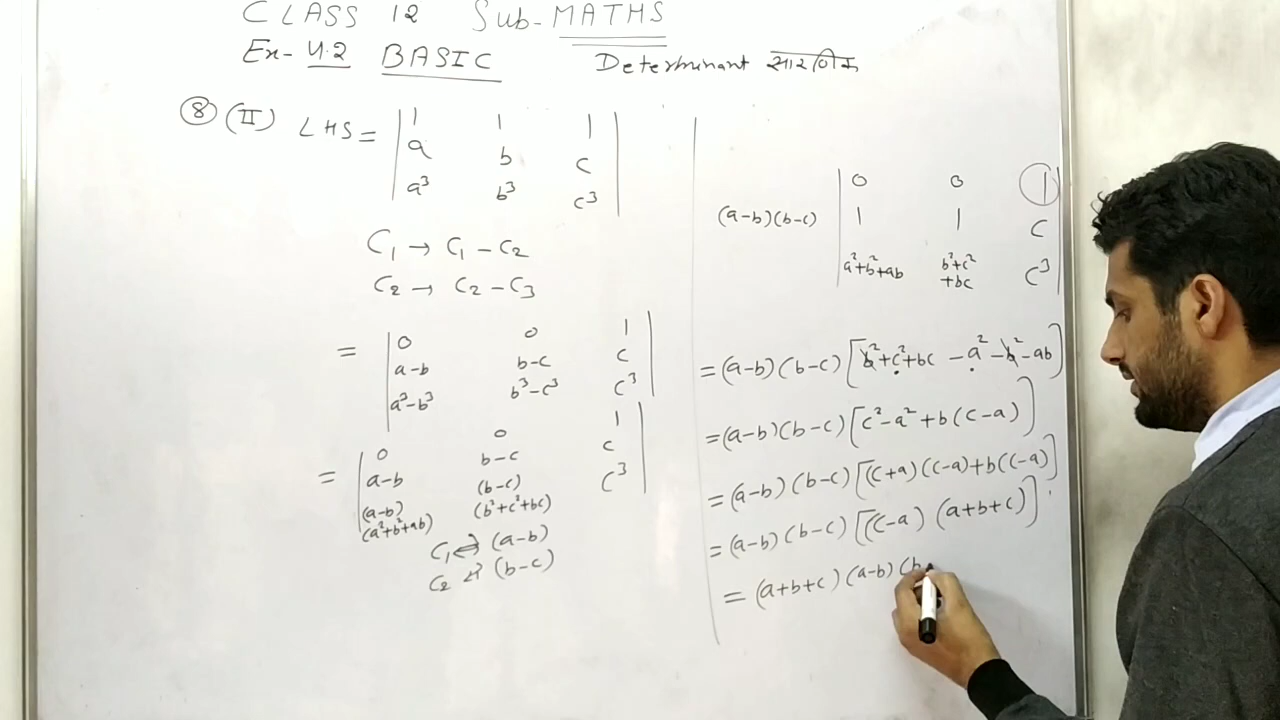 CLASS 12 Sub-MATHS
Ex- 4.2 BASIC Determinant सारणिक
8 (II) LHS = | 1 1 1 |
| a b c |
| a³ b³ c³ |
C₁ → C₁ - C₂
C₂ → C₂ - C₃
= | 0 0 1 |
| a-b b-c c |
| a³-b³ b³-c³ c³ |
= | 0 0 1 |
| a-b b-c c |
| (a-b) (b-c) c³ |
(a²+b²+ab) (b²+c²+bc)
C₁ ⇔ (a-b)
C₂ (b-c)
| 0 0 1 |
(a-b)(b-c) | 1 1 c |
| a²+b²+ab b²+c² c³ |
+bc
= (a-b)(b-c) [b²+c²+bc -a²-b²-ab]
= (a-b)(b-c) [c²-a²+b(c-a)]
= (a-b)(b-c) [(c+a)(c-a)+b(c-a)]
= (a-b)(b-c) [(c-a) (a+b+c)]
= (a+b+c)(a-b)(b